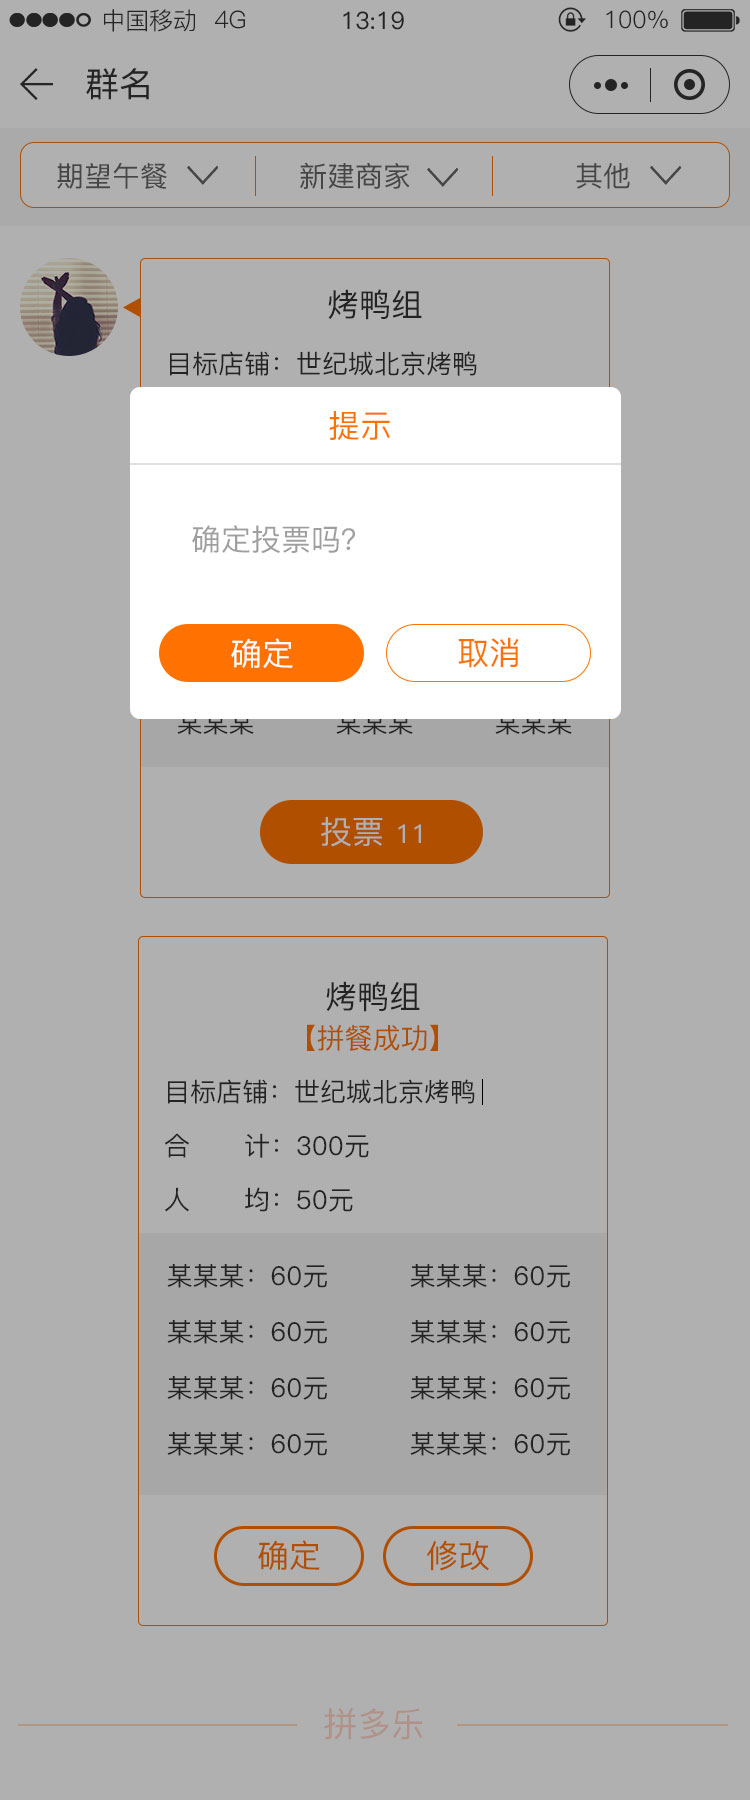 中国移动 4G 13:19 100%
群名
期望午餐 新建商家 其他
烤鸭组
目标店铺：世纪城北京烤鸭
提示
确定投票吗?
确定 取消
某某某 某某某 某某某
投票 11
烤鸭组
【拼餐成功】
目标店铺：世纪城北京烤鸭
合 计：300元
人 均：50元
某某某：60元 某某某：60元
某某某：60元 某某某：60元
某某某：60元 某某某：60元
某某某：60元 某某某：60元
确定 修改
拼多乐